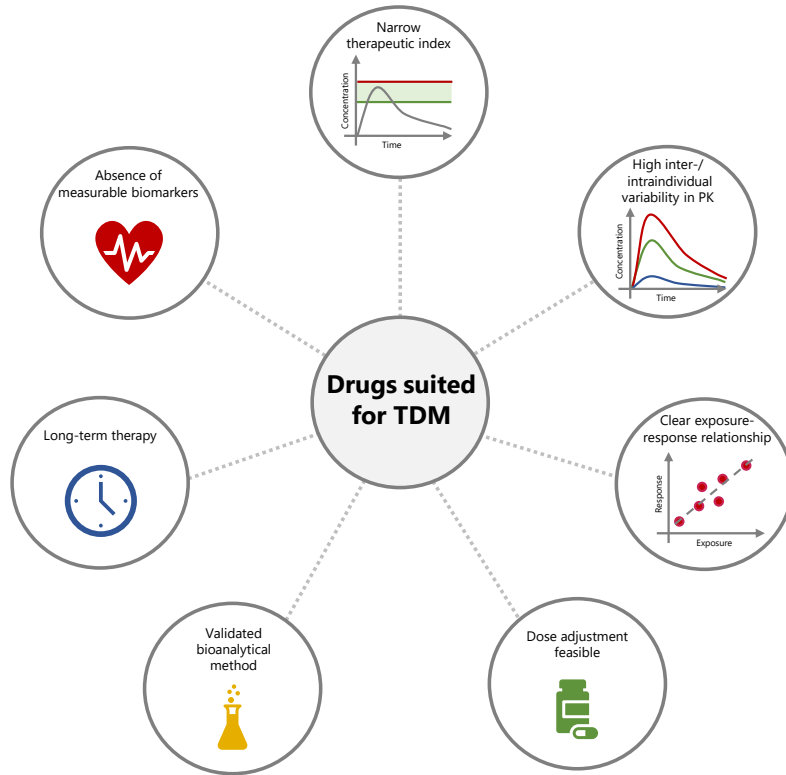 Narrow
therapeutic index
Concentration
Time
High inter-/
intraindividual
variability in PK
Concentration
Time
Clear exposure-
response relationship
Response
Exposure
Dose adjustment
feasible
Validated
bioanalytical
method
Long-term therapy
Absence of
measurable biomarkers
Drugs suited
for TDM